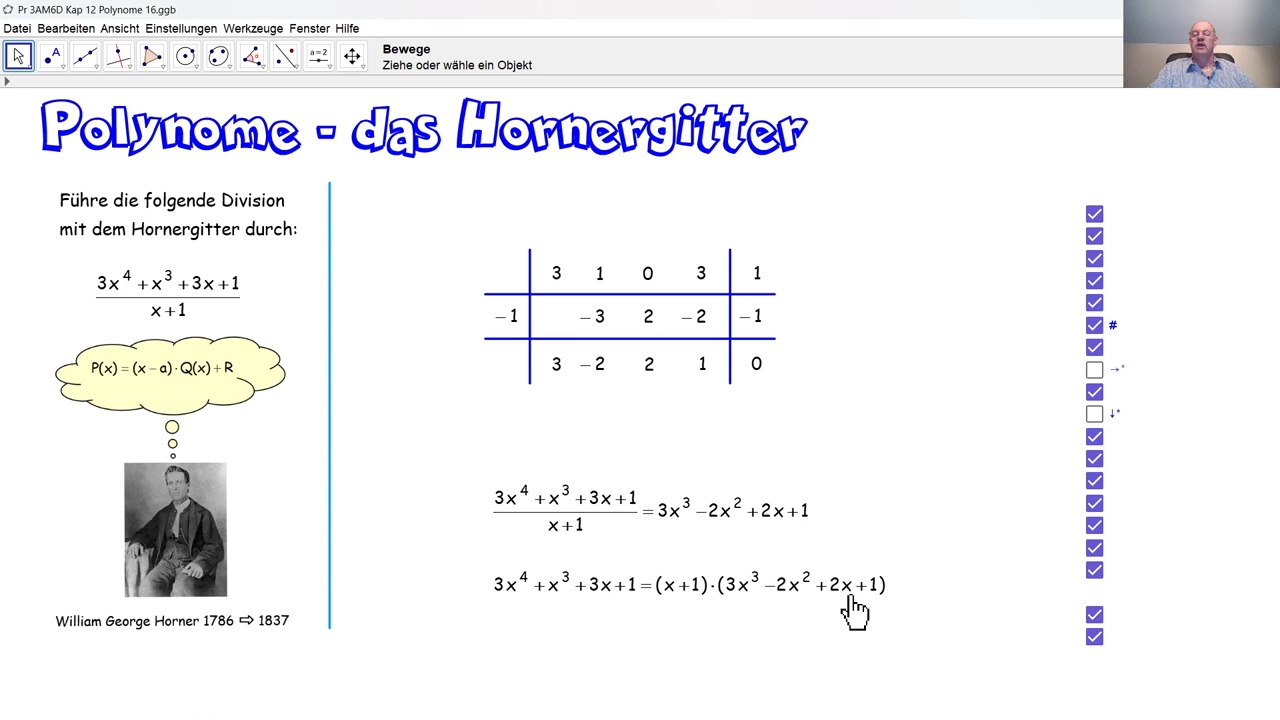 Pr 3AM6D Kap 12 Polynome 16.ggb
Datei Bearbeiten Ansicht Einstellungen Werkzeuge Fenster Hilfe
A
a=2
Bewege
Ziehe oder wähle ein Objekt
Polynome - das Hornergitter
Führe die folgende Division
mit dem Hornergitter durch:
3x⁴ + x³ + 3x + 1
x + 1
P(x) = (x − a) · Q(x) + R
William George Horner 1786 ⇨ 1837
3 1 0 3 1
−1 −3 2 −2 −1
3 −2 2 1 0
3x⁴ + x³ + 3x + 1
x + 1
= 3x³ − 2x² + 2x + 1
3x⁴ + x³ + 3x + 1 = (x + 1) · (3x³ − 2x² + 2x + 1)
#
→*
↓*